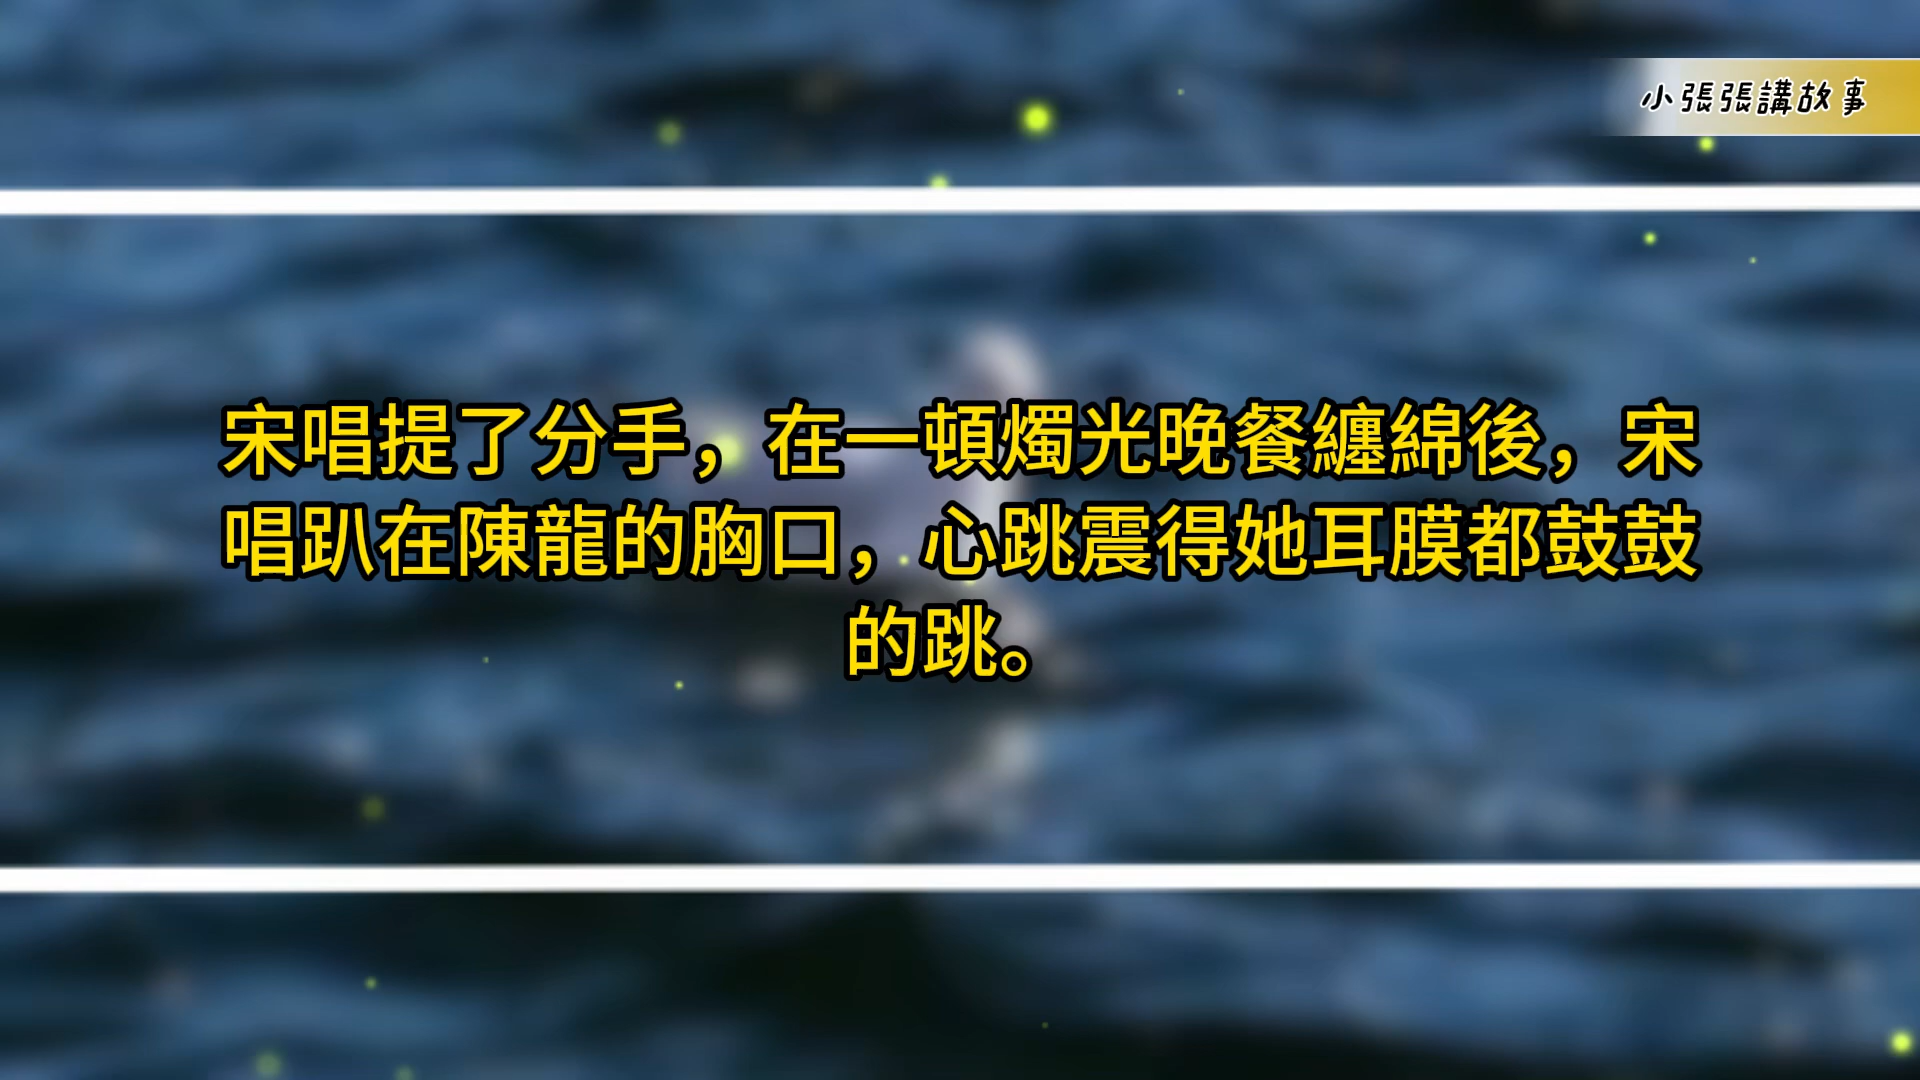 小張張講故事
宋唱提了分手，在一頓燭光晚餐纏綿後，宋
唱趴在陳龍的胸口，心跳震得她耳膜都鼓鼓
的跳。